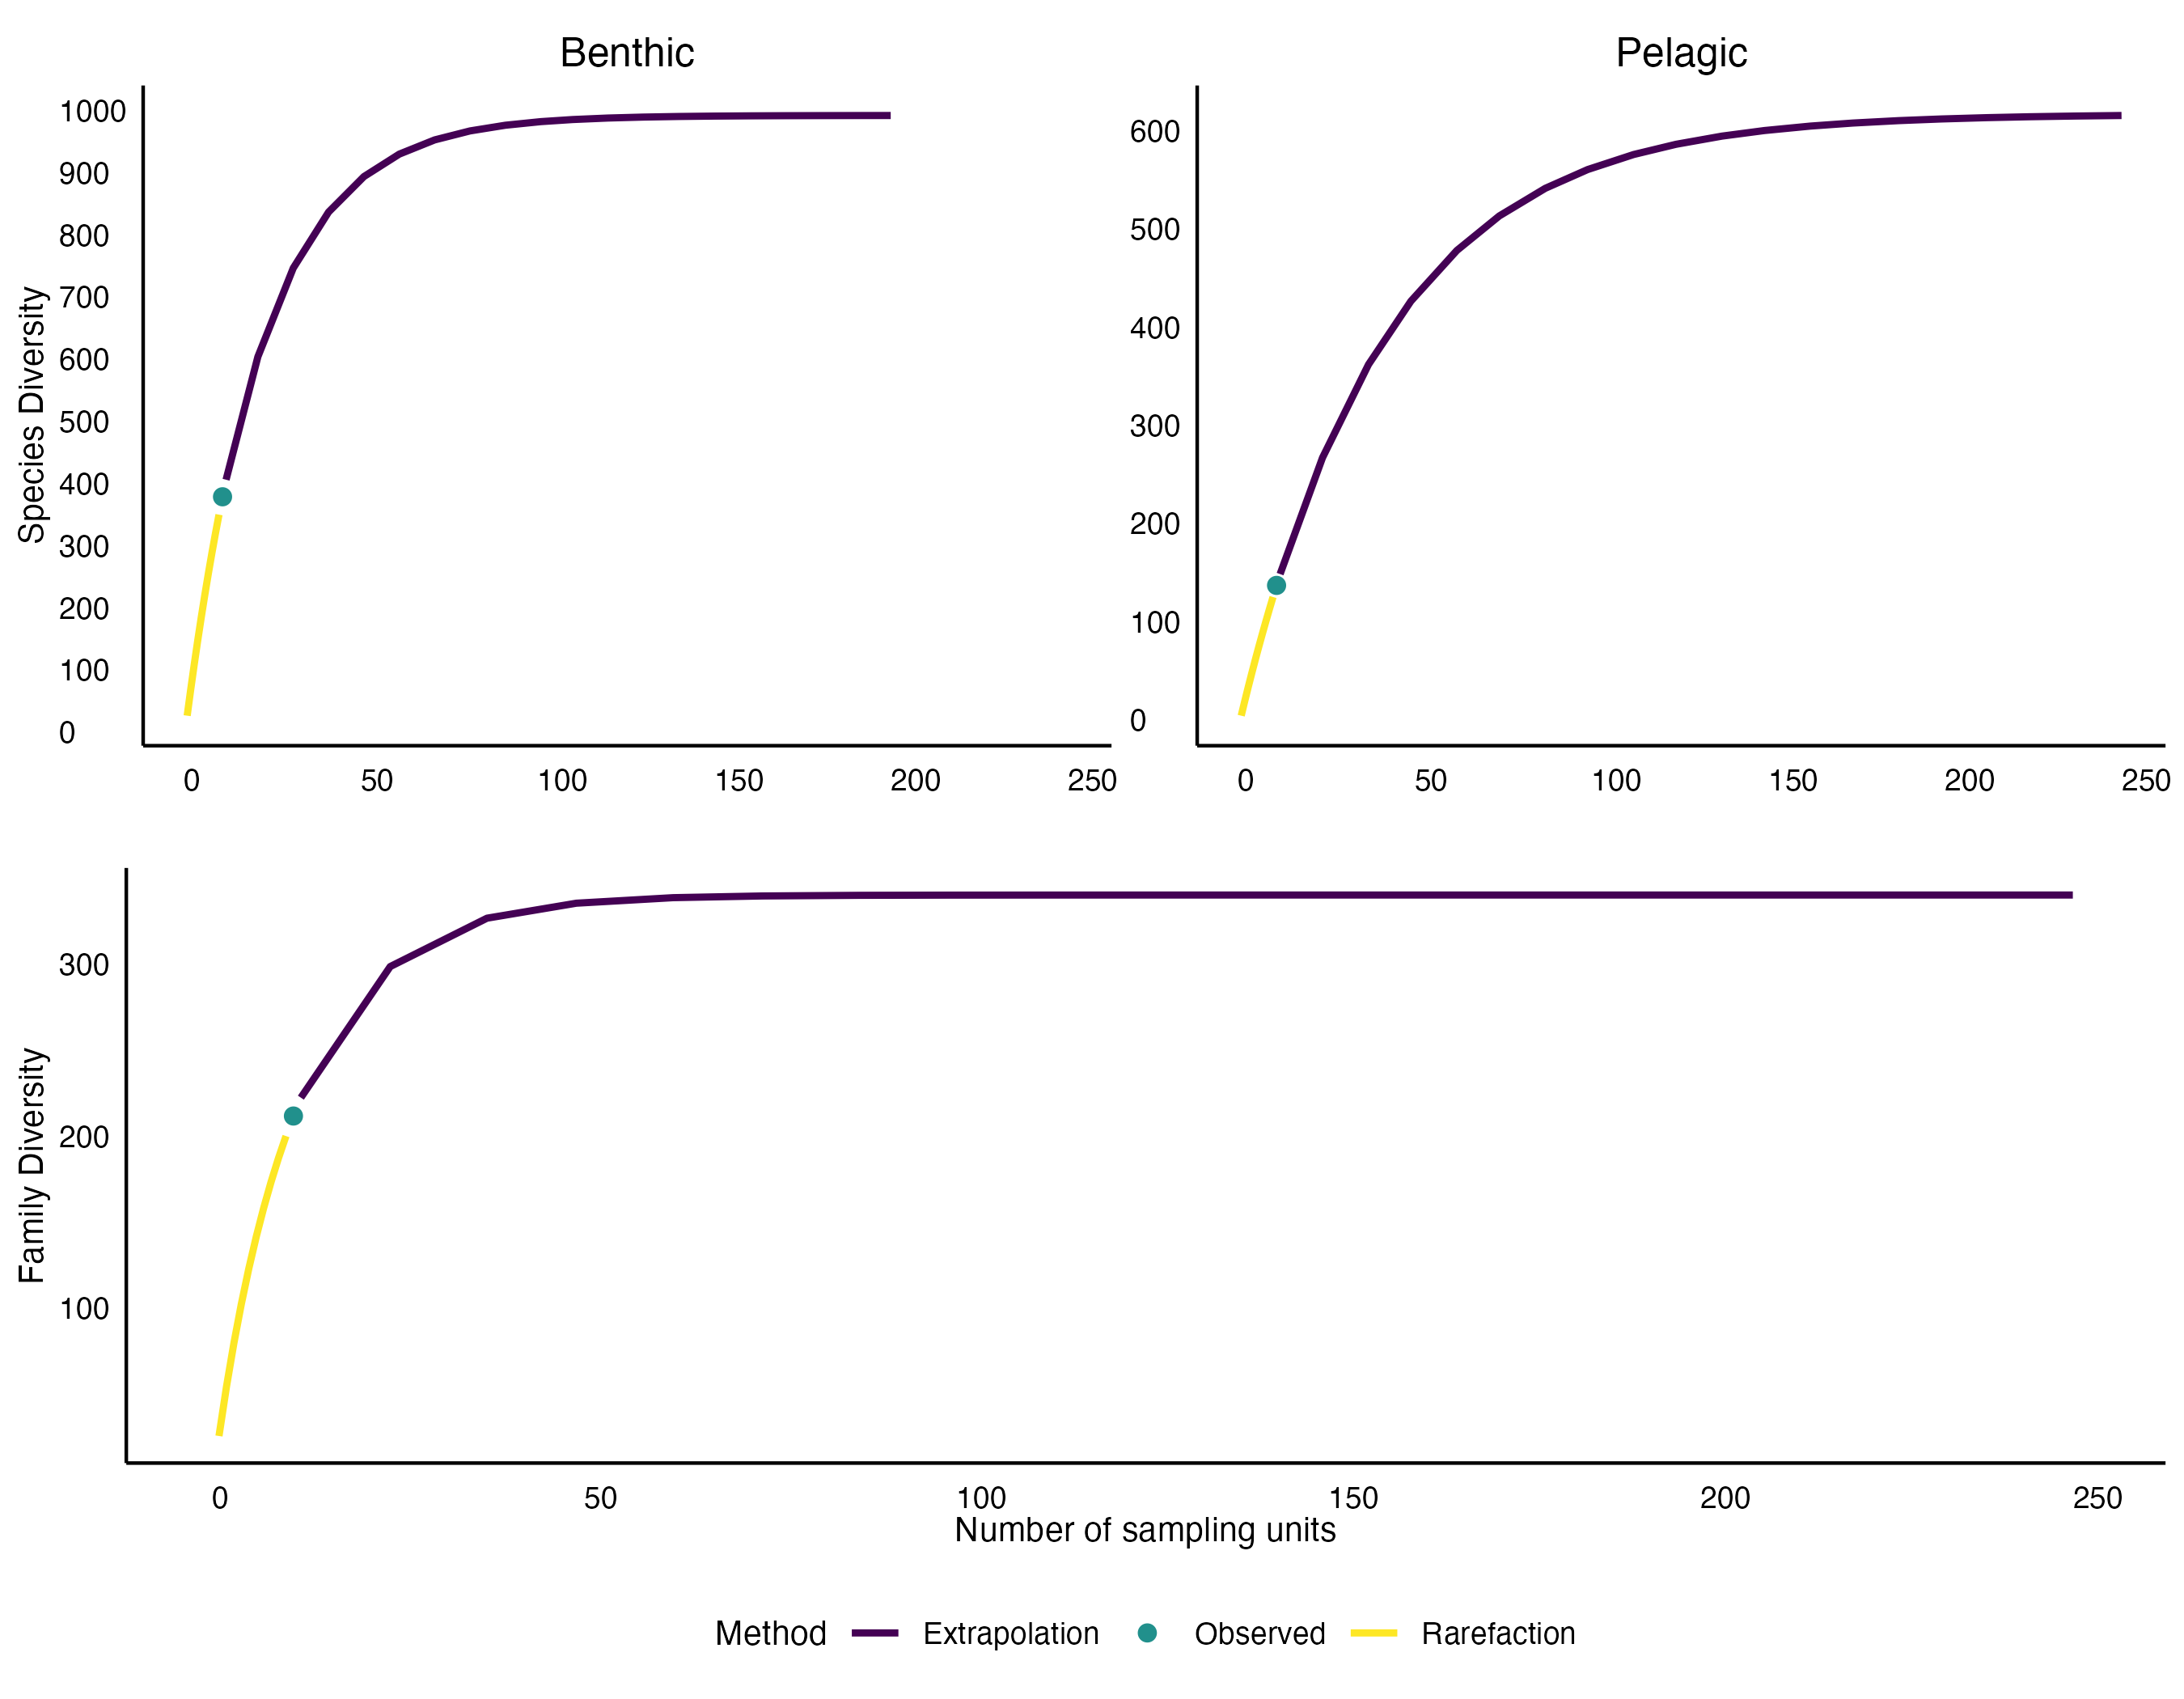 Benthic Pelagic
Species Diversity
1000
900
800
700
600
500
400
300
200
100
0
0 50 100 150 200 250
600
500
400
300
200
100
0
0 50 100 150 200 250
Family Diversity
300
200
100
0 50 100 150 200 250
Number of sampling units
Method Extrapolation Observed Rarefaction